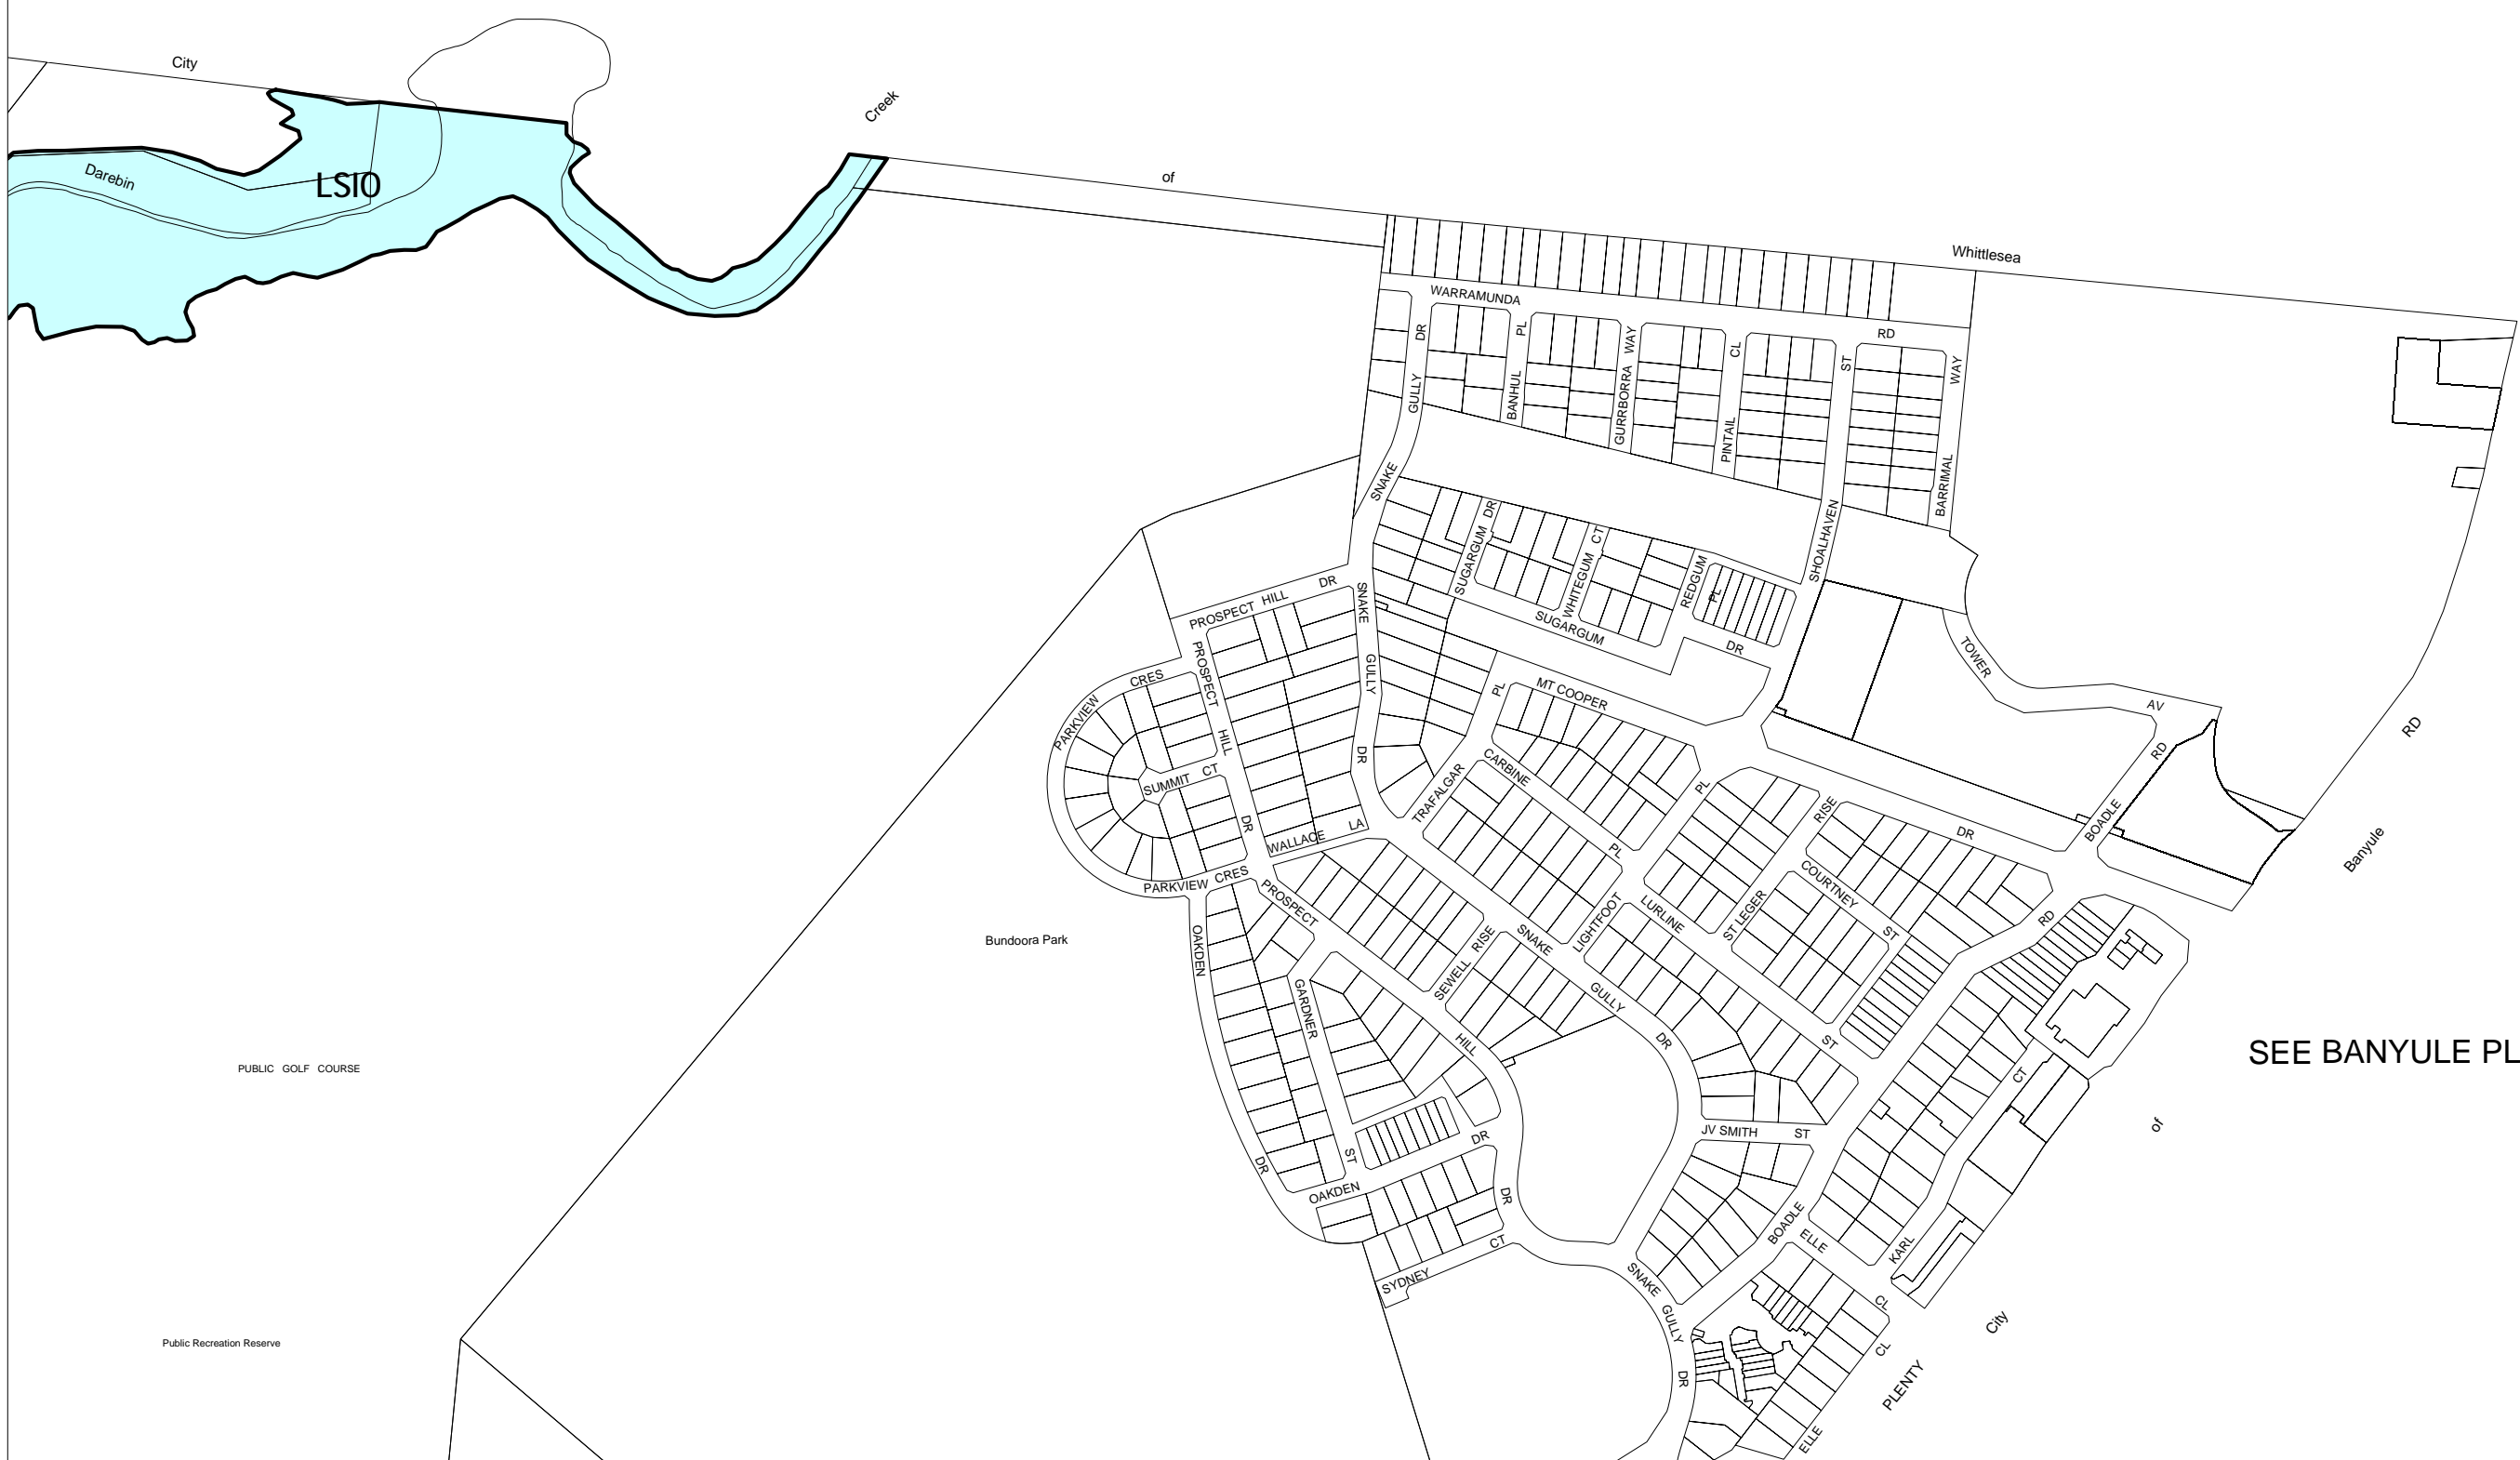 City
Creek
Darebin
LSIO
of
Whittlesea
WARRAMUNDA
RD
DR
PL
WAY
CL
ST
WAY
GULLY
BANHUL
GURRBORRA
PINTAIL
BARRIMAL
SNAKE
SUGARGUM DR
WHITEGUM CT
REDGUM
PL
SHOALHAVEN
SUGARGUM
DR
PROSPECT HILL DR
SNAKE
GULLY
DR
PROSPECT
HILL
DR
PARKVIEW CRES
SUMMIT CT
WALLACE LA
PARKVIEW CRES
TOWER
AV
RD
BOADLE
RD
Banyule
MT COOPER
DR
PL
TRAFALGAR
CARBINE
PL
PL
LIGHTFOOT
RISE
ST LEGER
COURTNEY
ST
LURLINE
ST
RD
PROSPECT
HILL
DR
OAKDEN
DR
Bundoora Park
GARDNER
ST
SEWELL RISE
SNAKE
GULLY
DR
SEE BANYULE PL
PUBLIC GOLF COURSE
CT
of
JV SMITH ST
OAKDEN
DR
BOADLE
ELLE
KARL
CL
SYDNEY
CT
SNAKE
GULLY
DR
City
CL
Public Recreation Reserve
PLENTY
ELLE